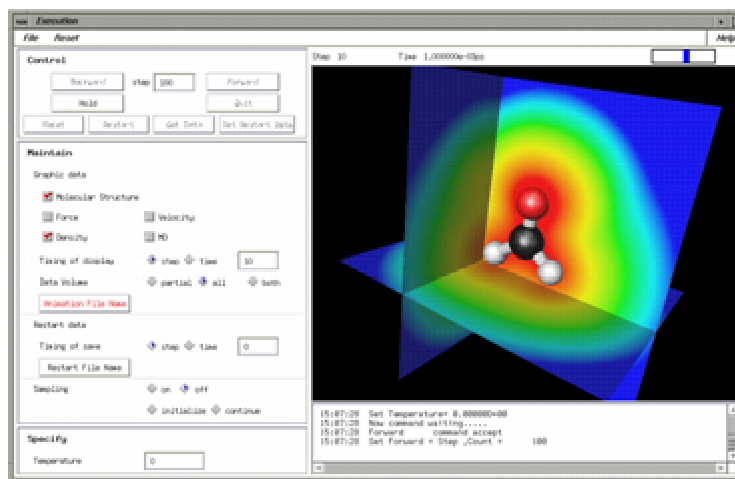 Execution
File Reset Help
Control
Backward step 100 Forward
Hold Quit
Reset Restart Get Data Get Restart Data
Maintain
Graphic data
Molecular Structure
Force Velocity
Density MO
Timing of display step time 10
Data Volume partial all both
Animation File Name
Restart data
Timing of save step time 0
Restart File Name
Sampling on off
initialize continue
Specify
Temperature 0
Step 10 Time 1.000000e-03ps
15:07:28 Set Temperature= 0.00000D+00
15:07:28 Now command waiting.....
15:07:28 Forward command accept
15:07:28 Set Forward = Step ,Count = 100